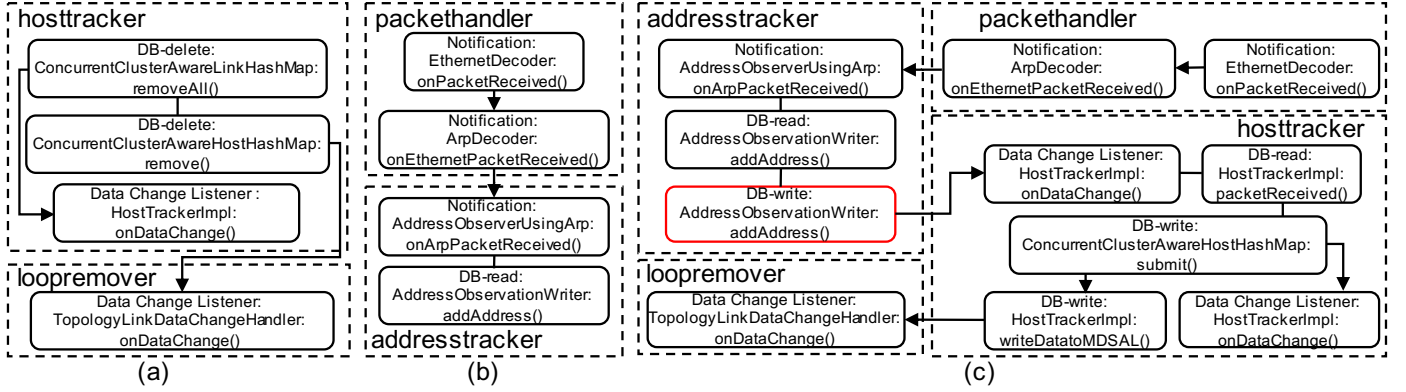 hosttracker
DB-delete:
ConcurrentClusterAwareLinkHashMap:
removeAll()
DB-delete:
ConcurrentClusterAwareHostHashMap:
remove()
Data Change Listener :
HostTrackerImpl:
onDataChange()
loopremover
Data Change Listener:
TopologyLinkDataChangeHandler:
onDataChange()
(a)
packethandler
Notification:
EthernetDecoder:
onPacketReceived()
Notification:
ArpDecoder:
onEthernetPacketReceived()
Notification:
AddressObserverUsingArp:
onArpPacketReceived()
DB-read:
AddressObservationWriter:
addAddress()
addresstracker
(b)
addresstracker
Notification:
AddressObserverUsingArp:
onArpPacketReceived()
DB-read:
AddressObservationWriter:
addAddress()
DB-write:
AddressObservationWriter:
addAddress()
loopremover
Data Change Listener:
TopologyLinkDataChangeHandler:
onDataChange()
packethandler
Notification:
ArpDecoder:
onEthernetPacketReceived()
Notification:
EthernetDecoder:
onPacketReceived()
hosttracker
Data Change Listener:
HostTrackerImpl:
onDataChange()
DB-read:
HostTrackerImpl:
packetReceived()
DB-write:
ConcurrentClusterAwareHostHashMap:
submit()
DB-write:
HostTrackerImpl:
writeDatatoMDSAL()
Data Change Listener:
HostTrackerImpl:
onDataChange()
(c)